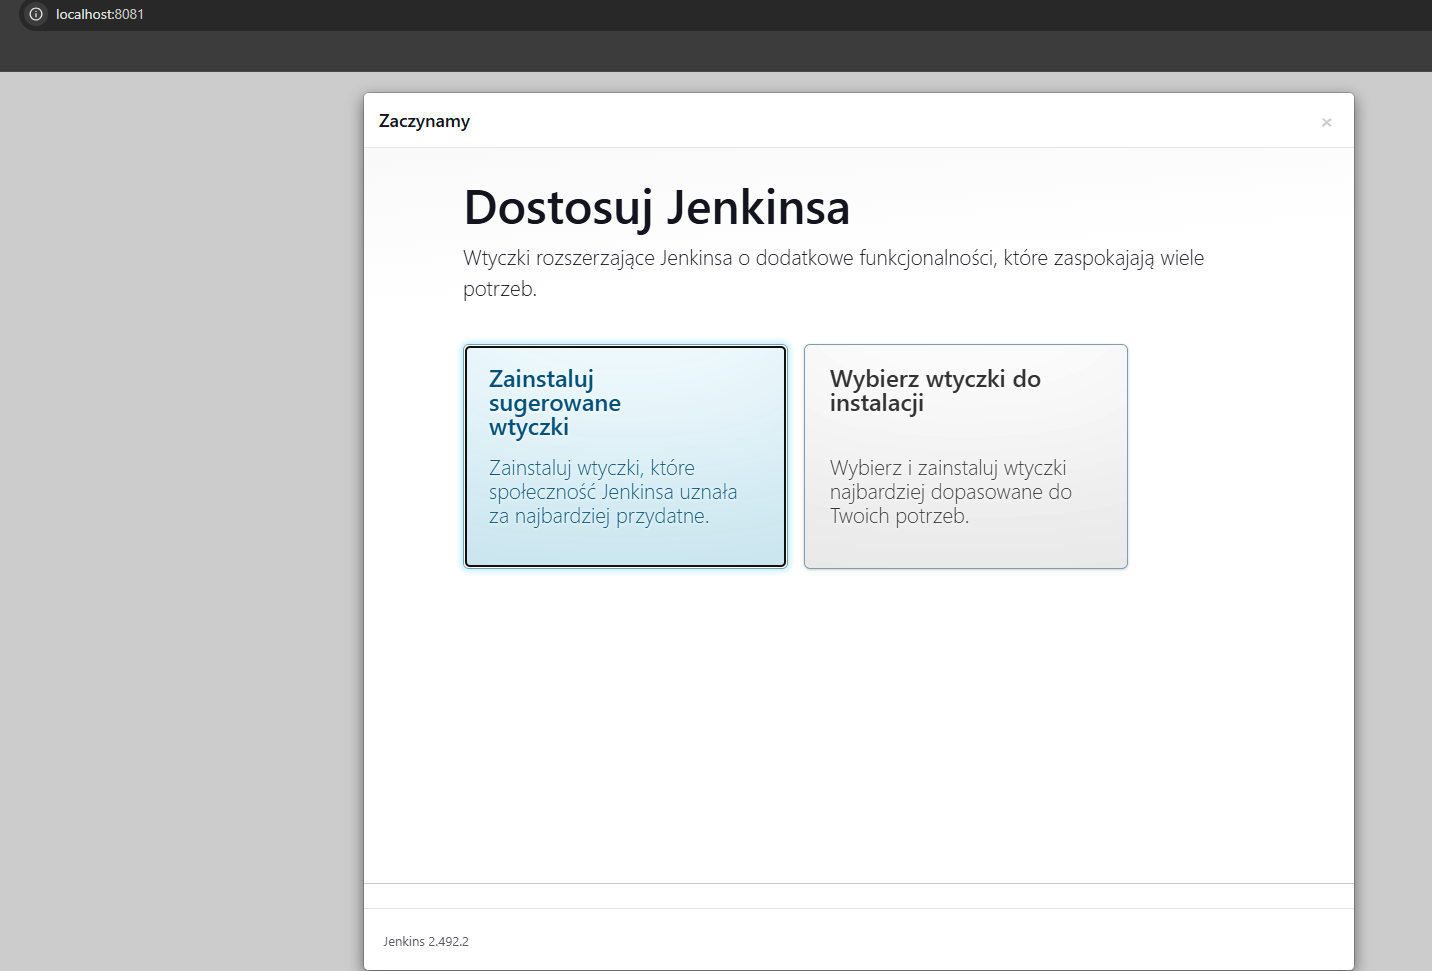 localhost:8081
Zaczynamy
×
Dostosuj Jenkinsa
Wtyczki rozszerzające Jenkinsa o dodatkowe funkcjonalności, które zaspokajają wiele
potrzeb.
Zainstaluj
sugerowane
wtyczki
Zainstaluj wtyczki, które
społeczność Jenkinsa uznała
za najbardziej przydatne.
Wybierz wtyczki do
instalacji
Wybierz i zainstaluj wtyczki
najbardziej dopasowane do
Twoich potrzeb.
Jenkins 2.492.2